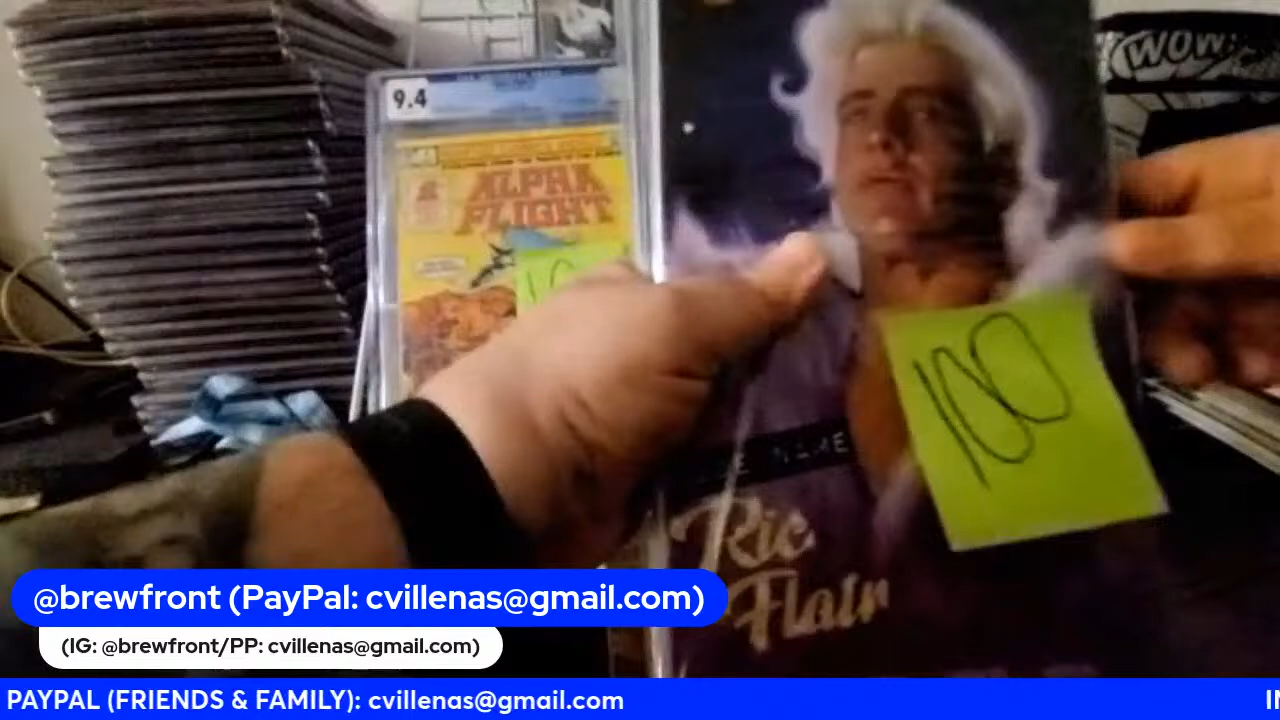 9.4
WOW!
ALPHA
FLIGHT
100
NAME
Ric
Flair
@brewfront (PayPal: cvillenas@gmail.com)
(IG: @brewfront/PP: cvillenas@gmail.com)
PAYPAL (FRIENDS & FAMILY): cvillenas@gmail.com